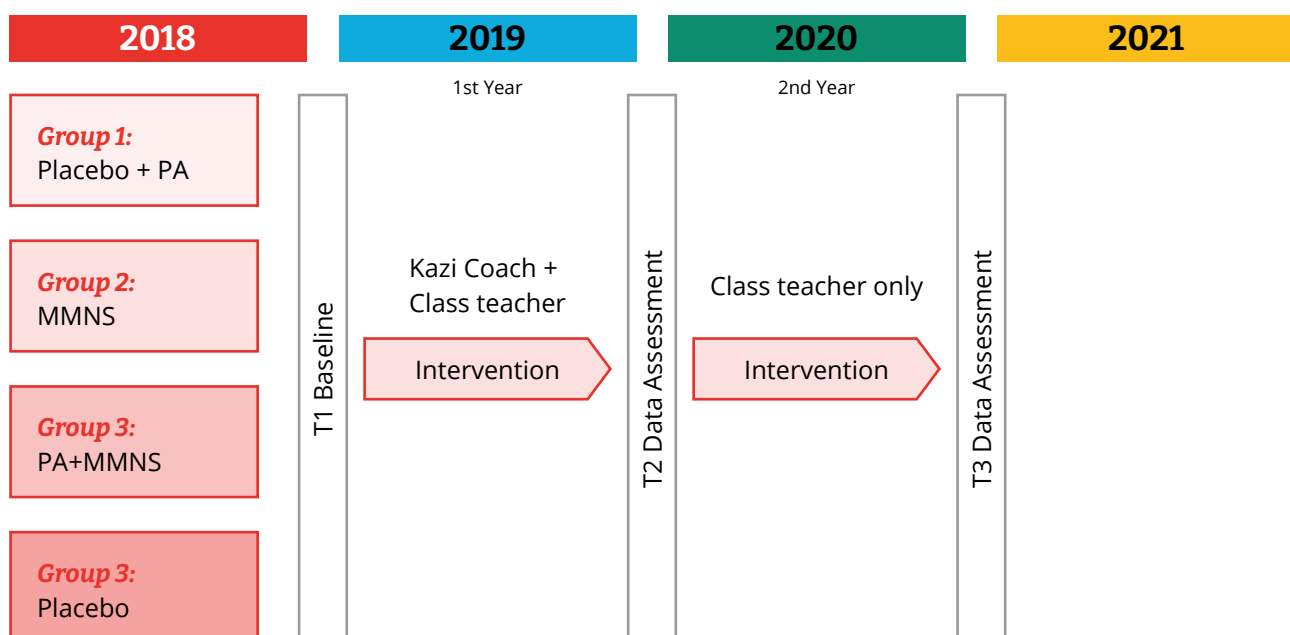 2018
2019
2020
2021
1st Year
2nd Year
Group 1:
Placebo + PA
Group 2:
MMNS
Group 3:
PA+MMNS
Group 3:
Placebo
T1 Baseline
Kazi Coach +
Class teacher
Intervention
T2 Data Assessment
Class teacher only
Intervention
T3 Data Assessment